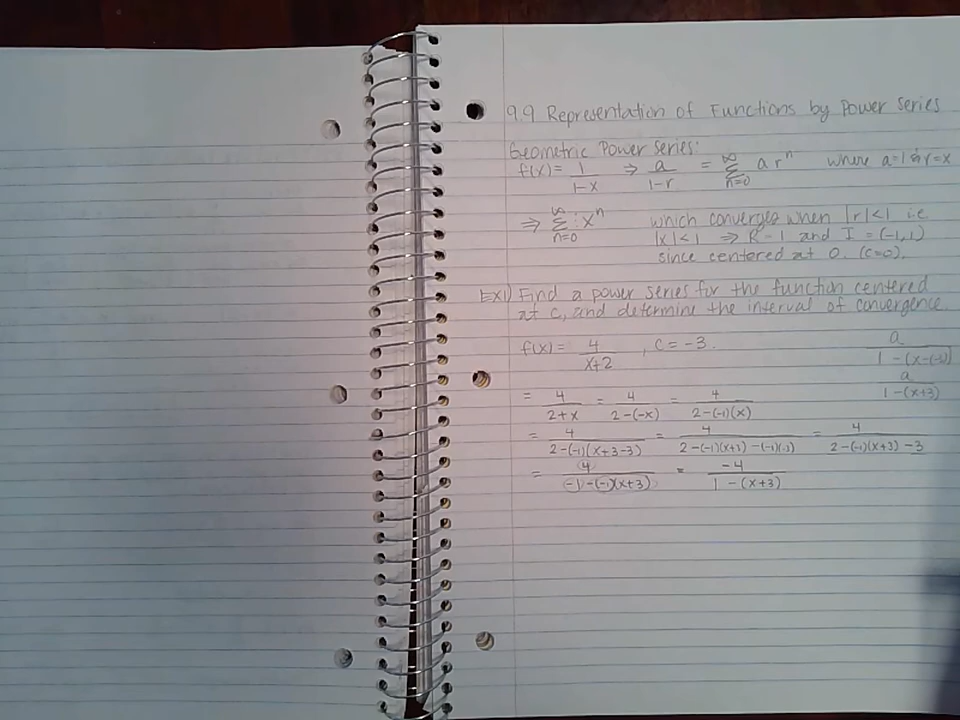 9.9 Representation of Functions by Power Series
Geometric Power Series:
f(x) = 1/(1-x) ⇒ a/(1-r) = ∞Σn=0 a rⁿ where a=1 & r=x
⇒ ∞Σn=0 xⁿ which converges when |r|<1 i.e
|x|<1 ⇒ R=1 and I = (-1,1)
since centered at 0. (c=0).
EX1) Find a power series for the function centered
at c, and determine the interval of convergence.
f(x) = 4/(x+2), c = -3. a/(1-(x-(-3)))
a/(1-(x+3))
= 4/(2+x) = 4/(2-(-x)) = 4/(2-(-1)(x))
= 4/(2-(-1)(x+3-3)) = 4/(2-(-1)(x+3)-(-1)(-3)) = 4/(2-(-1)(x+3)-3)
= 4/(-1-(-1)(x+3)) = -4/(1-(x+3))